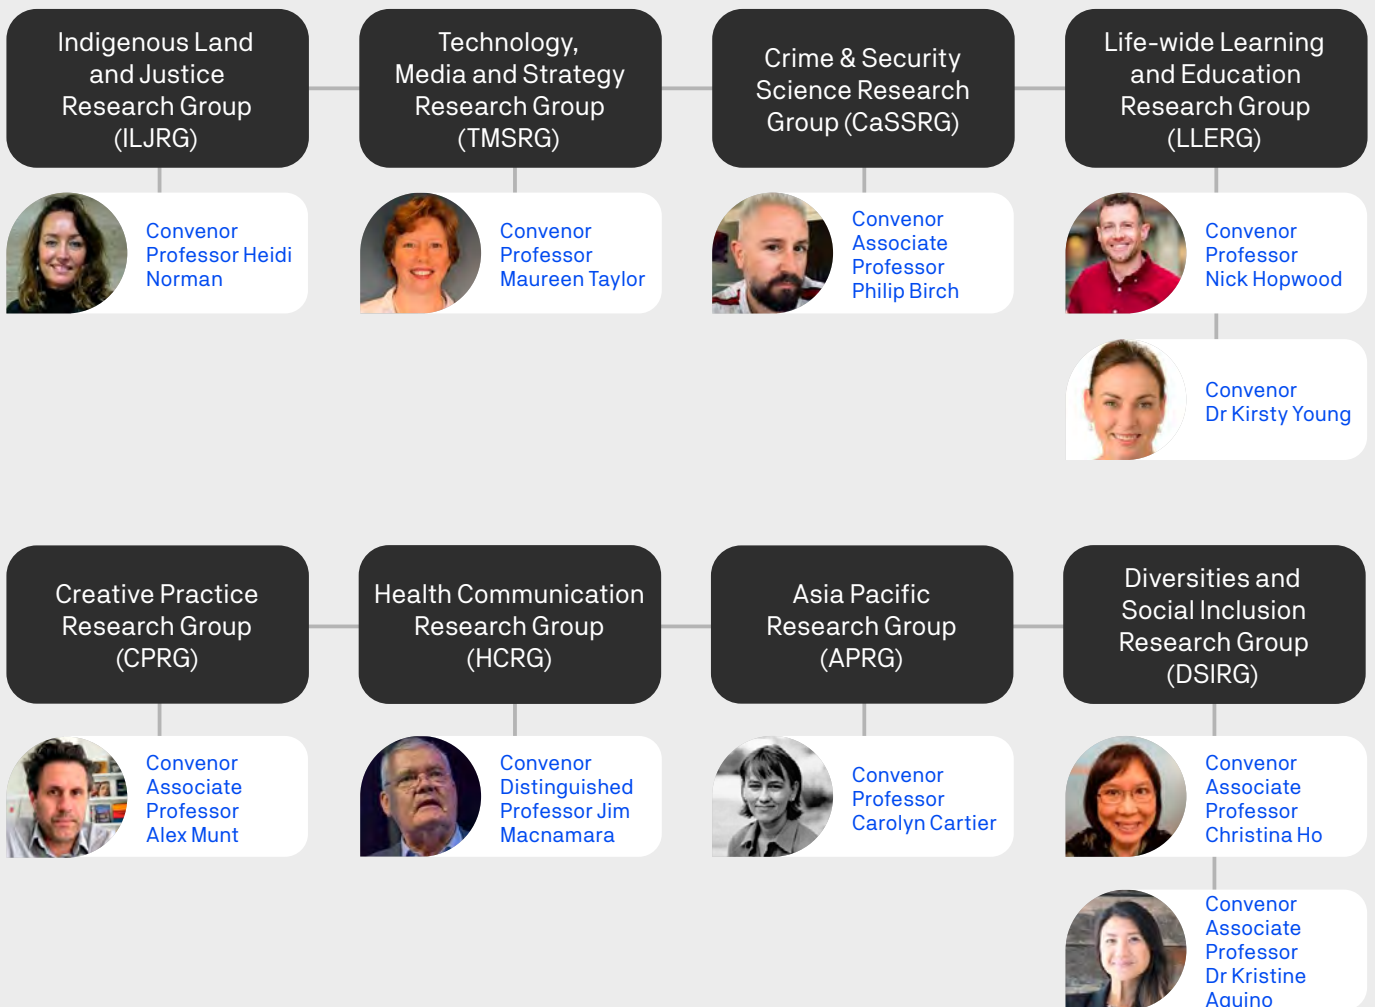 Indigenous Land
and Justice
Research Group
(ILJRG)
Technology,
Media and Strategy
Research Group
(TMSRG)
Crime & Security
Science Research
Group (CaSSRG)
Life-wide Learning
and Education
Research Group
(LLERG)
Convenor
Professor Heidi
Norman
Convenor
Professor
Maureen Taylor
Convenor
Associate
Professor
Philip Birch
Convenor
Professor
Nick Hopwood
Convenor
Dr Kirsty Young
Creative Practice
Research Group
(CPRG)
Health Communication
Research Group
(HCRG)
Asia Pacific
Research Group
(APRG)
Diversities and
Social Inclusion
Research Group
(DSIRG)
Convenor
Associate
Professor
Alex Munt
Convenor
Distinguished
Professor Jim
Macnamara
Convenor
Professor
Carolyn Cartier
Convenor
Associate
Professor
Christina Ho
Convenor
Associate
Professor
Dr Kristine
Aquino